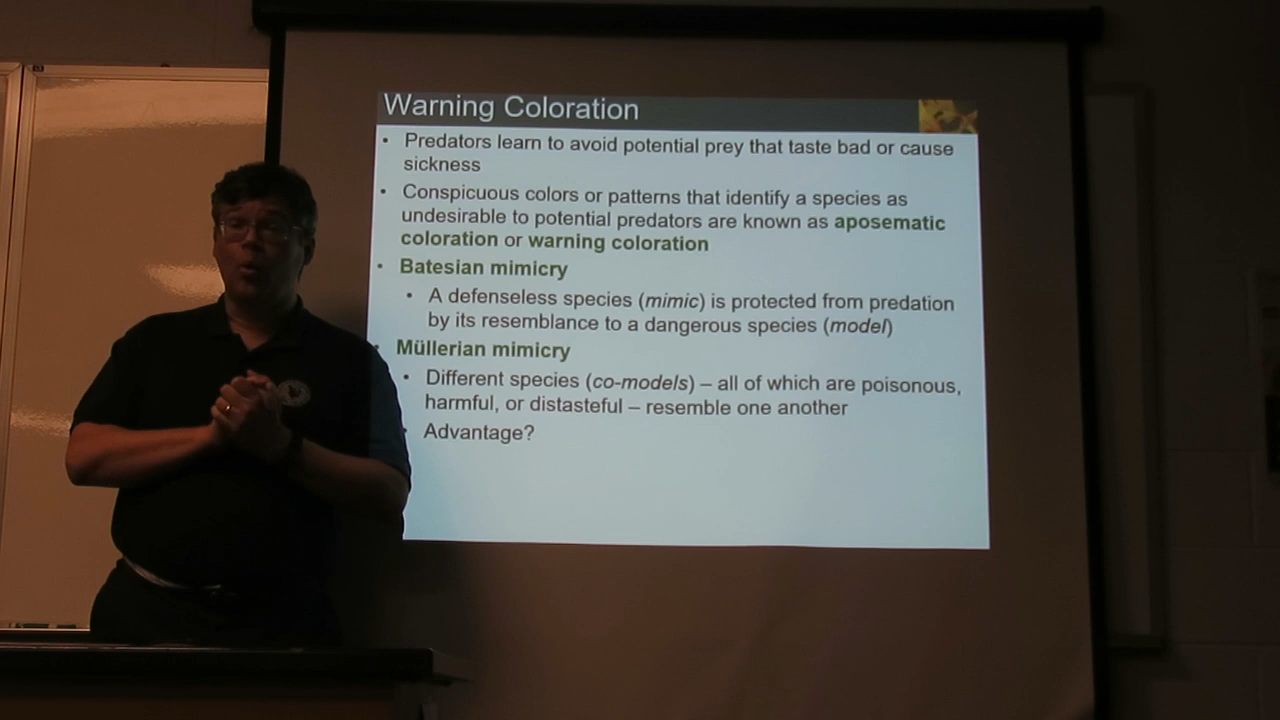 Warning Coloration
• Predators learn to avoid potential prey that taste bad or cause
sickness
• Conspicuous colors or patterns that identify a species as
undesirable to potential predators are known as aposematic
coloration or warning coloration
• Batesian mimicry
• A defenseless species (mimic) is protected from predation
by its resemblance to a dangerous species (model)
• Müllerian mimicry
• Different species (co-models) – all of which are poisonous,
harmful, or distasteful – resemble one another
• Advantage?